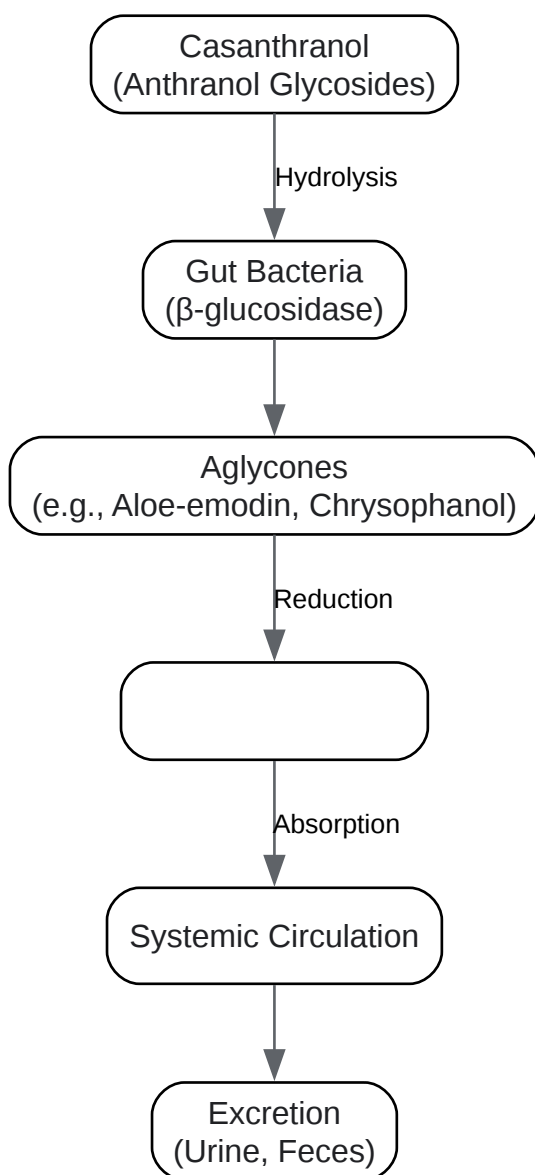 Casanthranol
(Anthranol Glycosides)
Hydrolysis
Gut Bacteria
(β-glucosidase)
Aglycones
(e.g., Aloe-emodin, Chrysophanol)
Reduction
Absorption
Systemic Circulation
Excretion
(Urine, Feces)